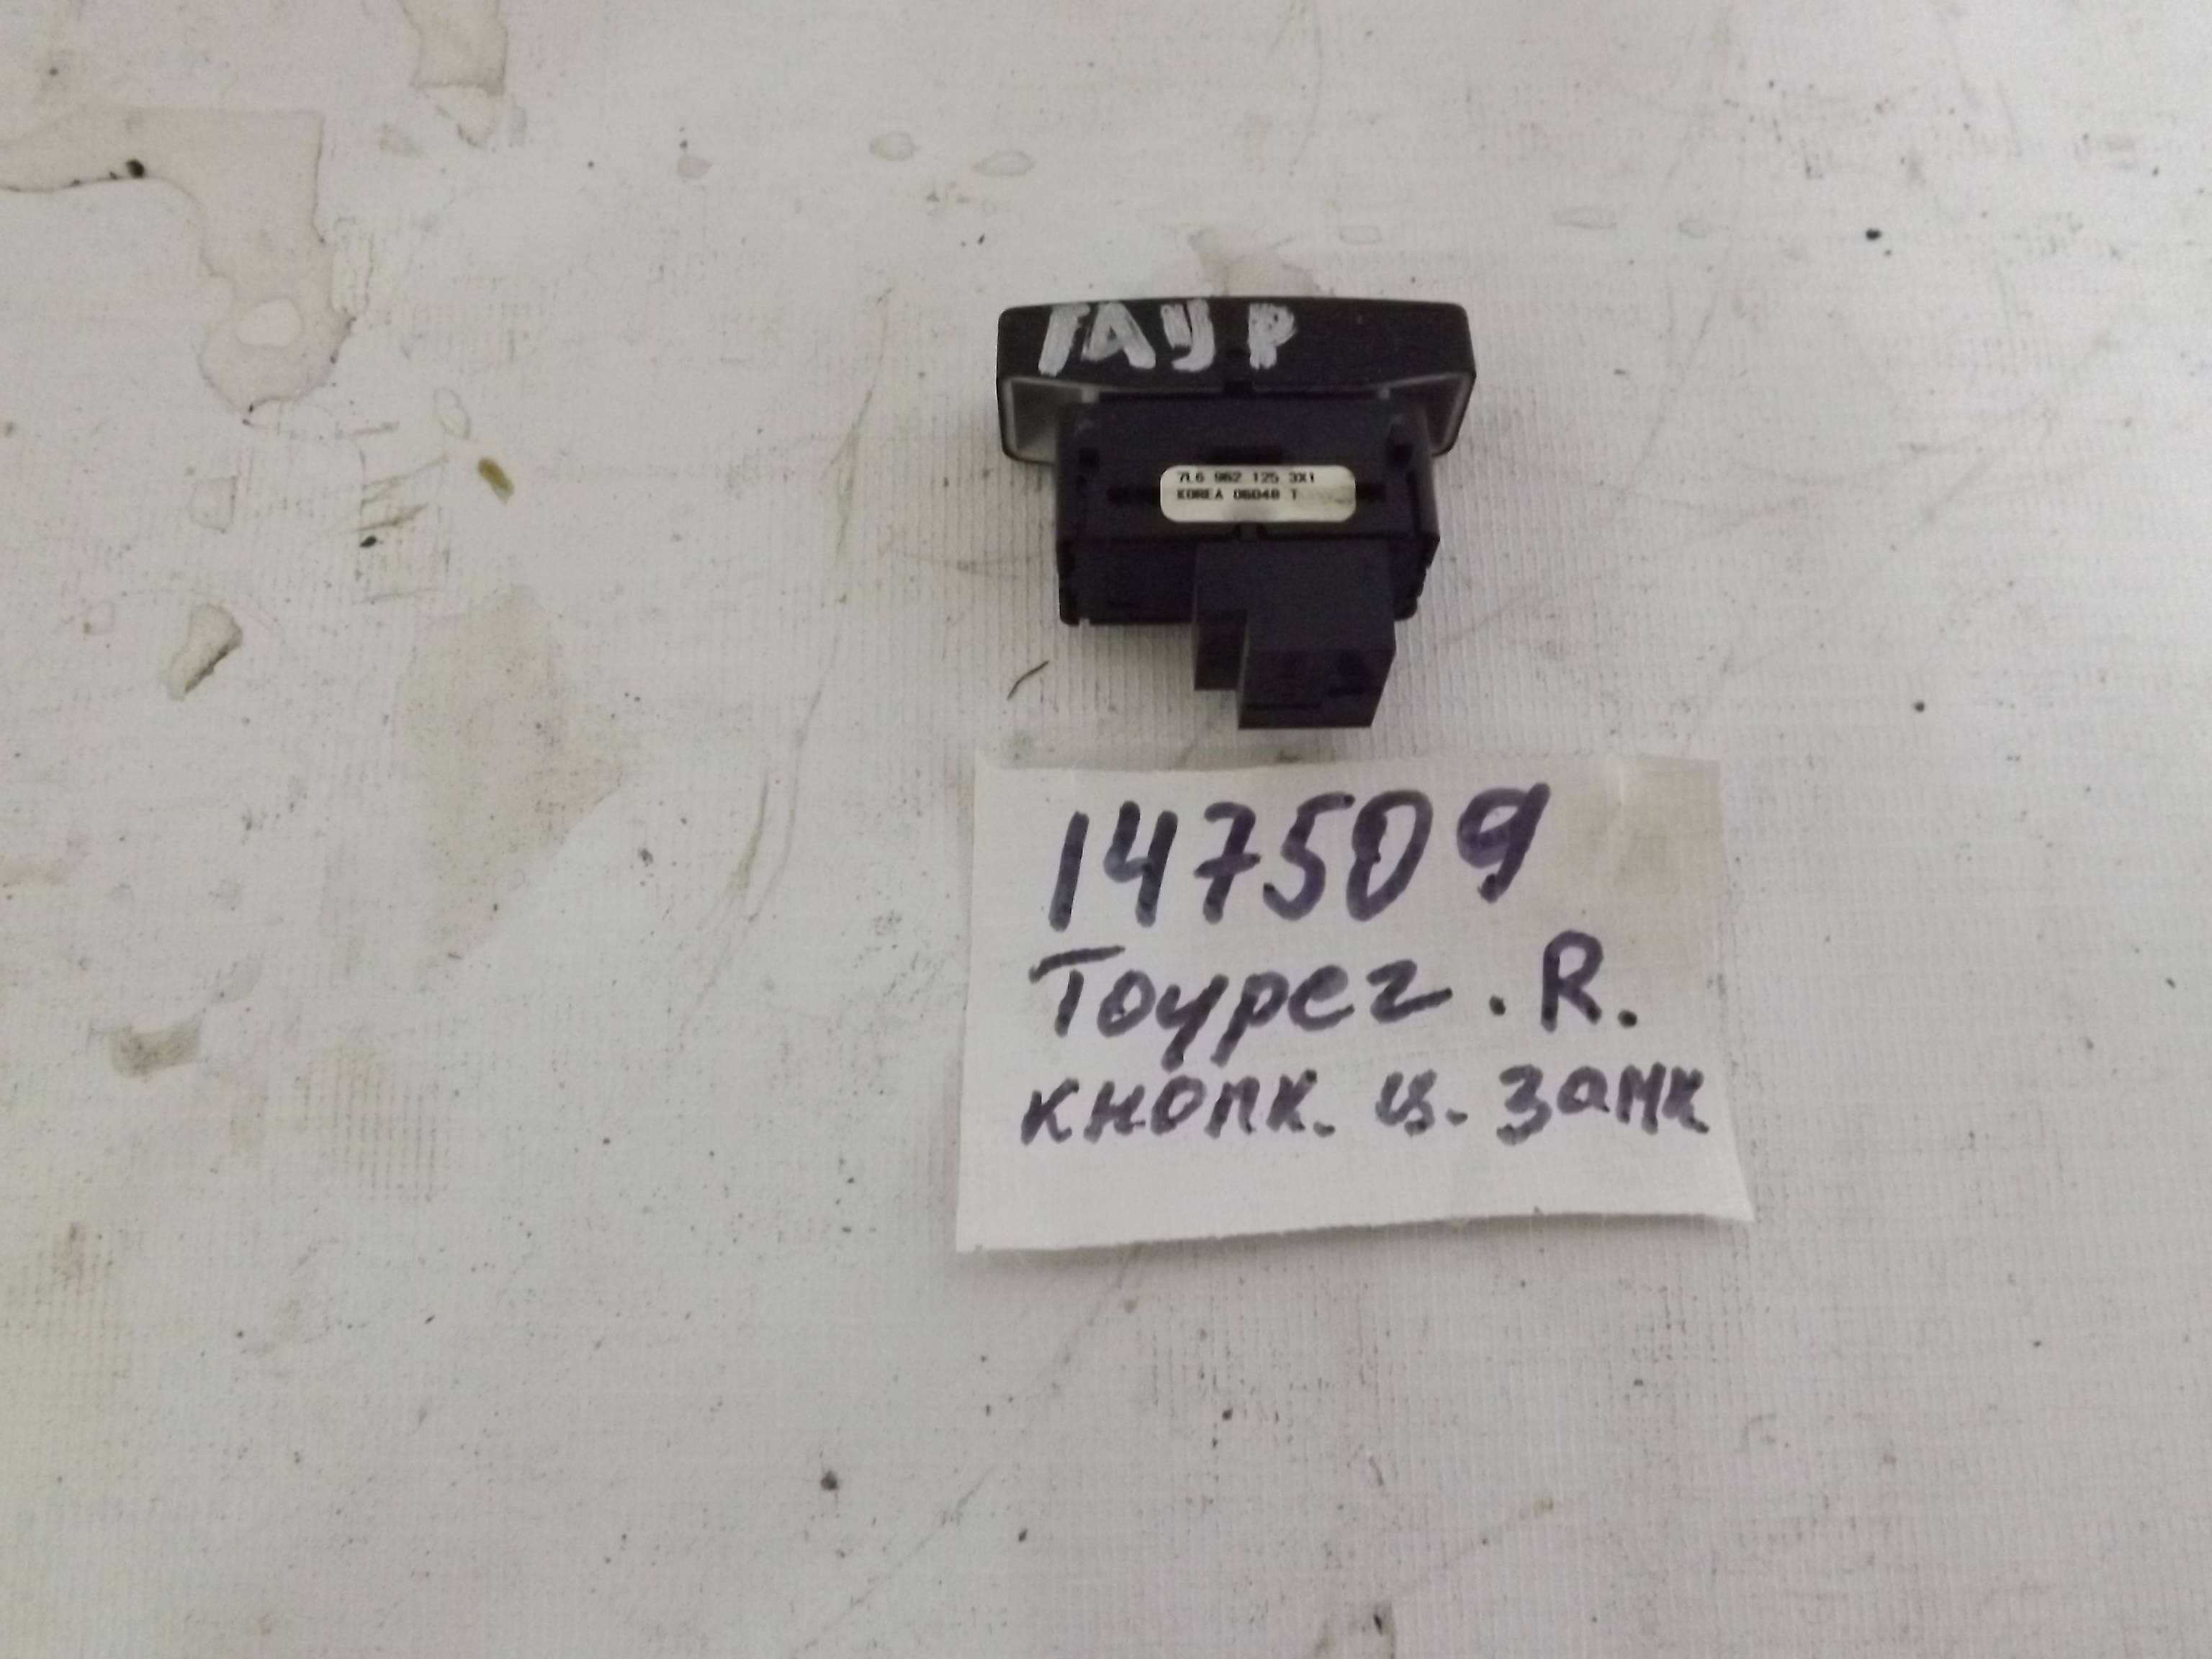 ГАУР
7L6 962 125 3X1
KOREA 06048 T
147509
Тоурег. R.
кнопк. ц. замк